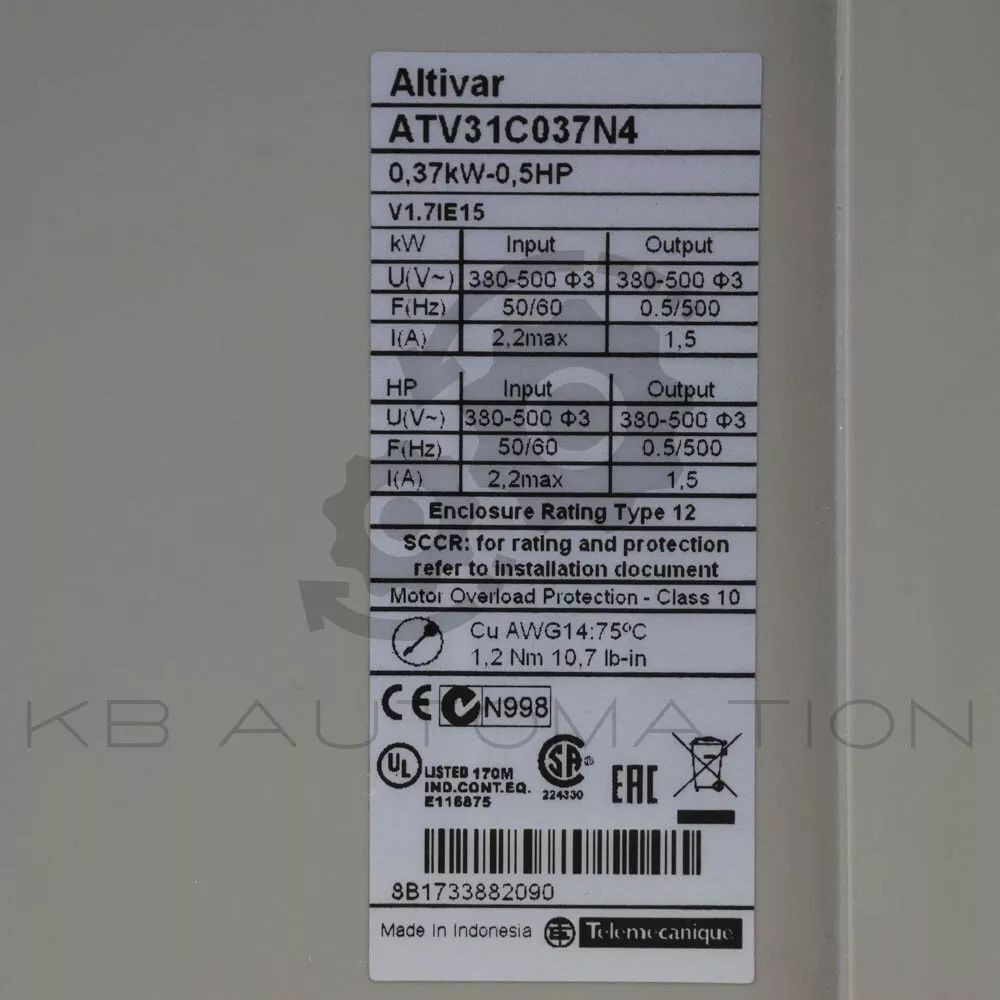 Altivar
ATV31C037N4
0,37kW-0,5HP
V1.7IE15
kW Input Output
U(V~) 380-500 Φ3 380-500 Φ3
F(Hz) 50/60 0.5/500
I(A) 2,2max 1,5
HP Input Output
U(V~) 380-500 Φ3 380-500 Φ3
F(Hz) 50/60 0.5/500
I(A) 2,2max 1,5
Enclosure Rating Type 12
SCCR: for rating and protection
refer to installation document
Motor Overload Protection - Class 10
Cu AWG14:75°C
1,2 Nm 10,7 lb-in
CE N998
KB AUTOMATION
UL LISTED 170M
IND.CONT.EQ.
E116875
SA
224330
EAC
8B1733882090
Made In Indonesia Telemecanique